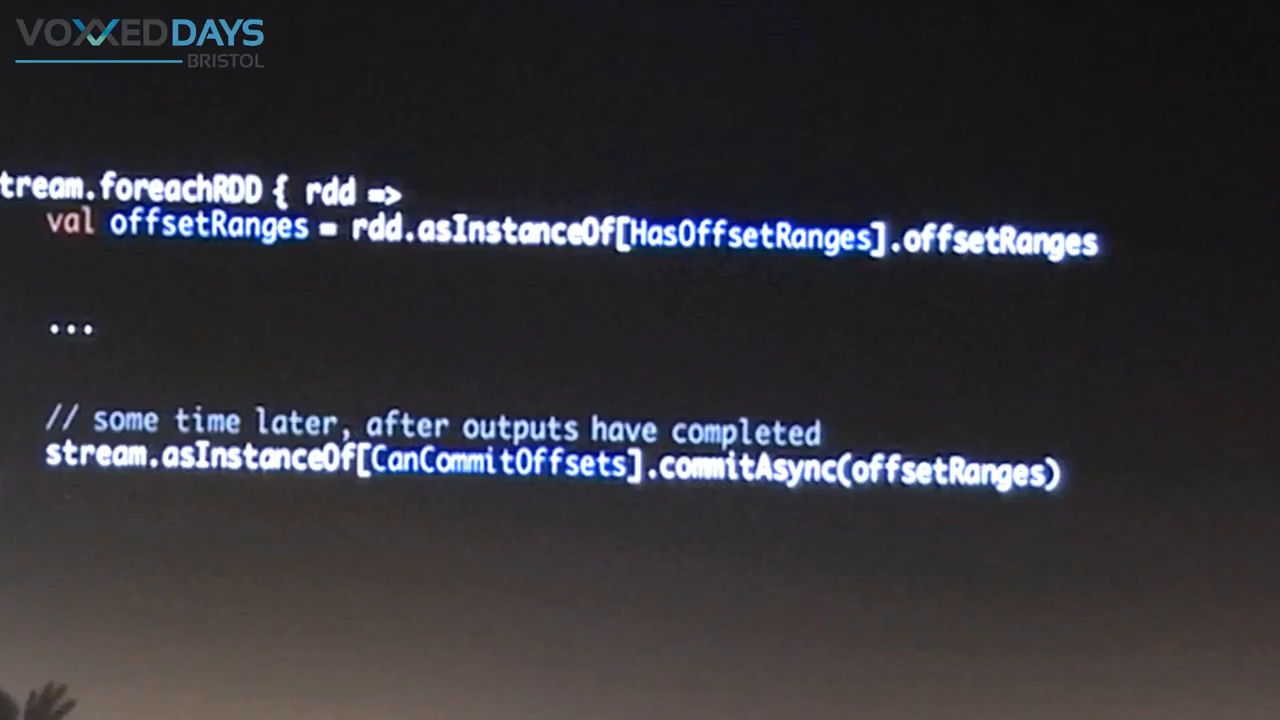 VOXXEDDAYS
BRISTOL
tream.foreachRDD { rdd =>
val offsetRanges = rdd.asInstanceOf[HasOffsetRanges].offsetRanges
...
// some time later, after outputs have completed
stream.asInstanceOf[CanCommitOffsets].commitAsync(offsetRanges)